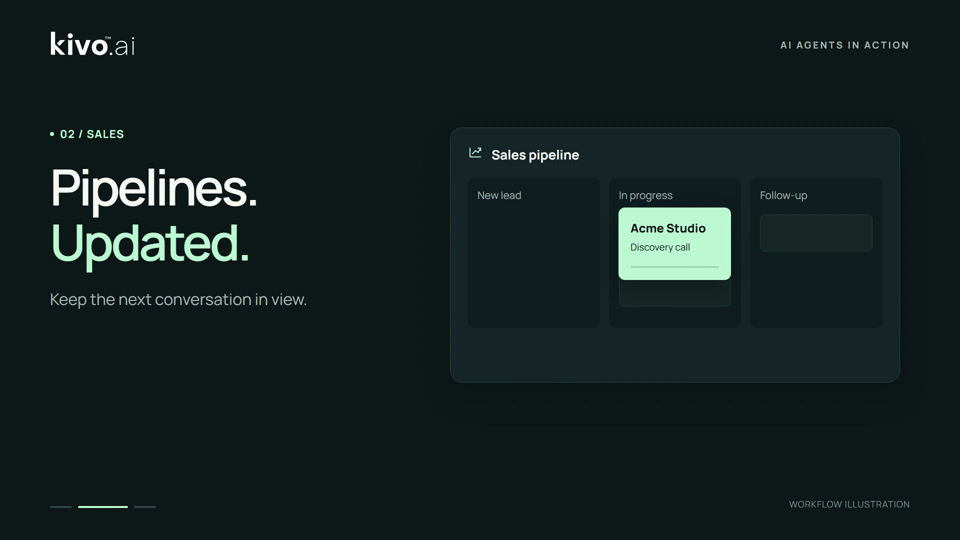 kivo™.ai
AI AGENTS IN ACTION
02 / SALES
Pipelines.
Updated.
Keep the next conversation in view.
Sales pipeline
New lead
In progress
Acme Studio
Discovery call
Follow-up
WORKFLOW ILLUSTRATION